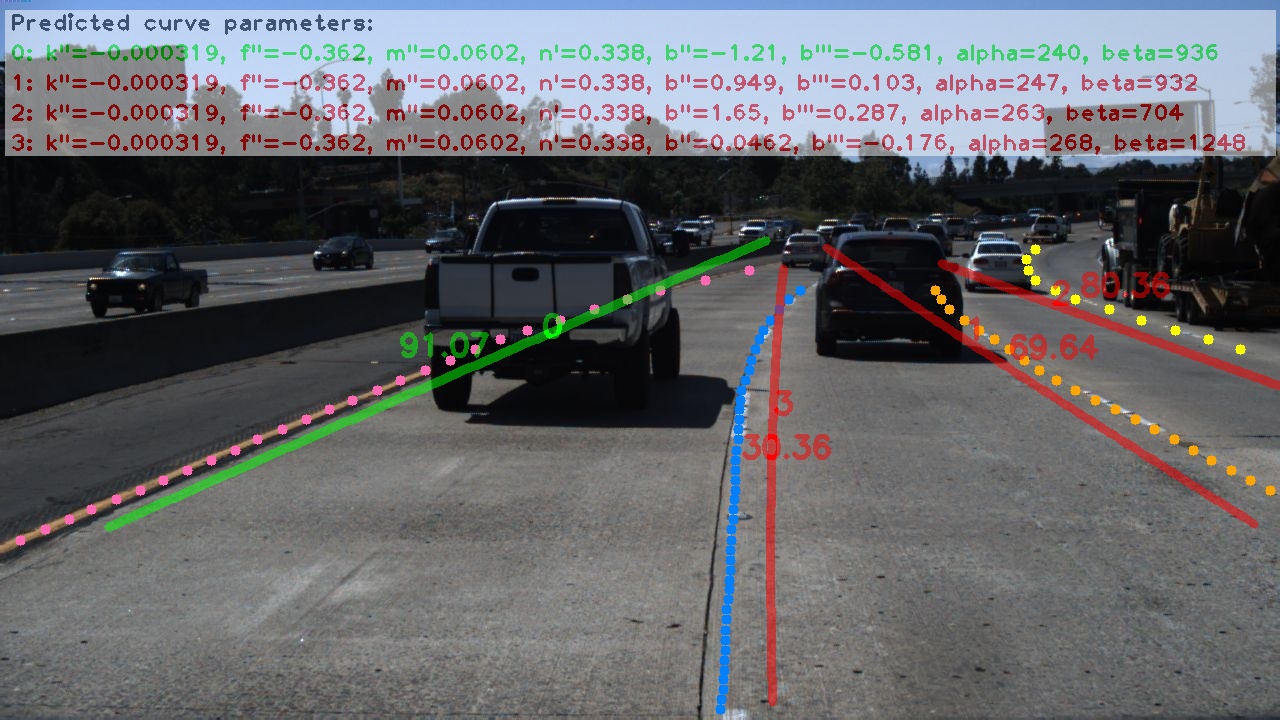 Predicted curve parameters:
0: k''=-0.000319, f''=-0.362, m''=0.0602, n'=0.338, b''=-1.21, b'''=-0.581, alpha=240, beta=936
1: k''=-0.000319, f''=-0.362, m''=0.0602, n'=0.338, b''=0.949, b'''=0.103, alpha=247, beta=932
2: k''=-0.000319, f''=-0.362, m''=0.0602, n'=0.338, b''=1.65, b'''=0.287, alpha=263, beta=704
3: k''=-0.000319, f''=-0.362, m''=0.0602, n'=0.338, b''=0.0462, b'''=-0.176, alpha=268, beta=1248
2 80.36
0
91.07
1 69.64
3
30.36